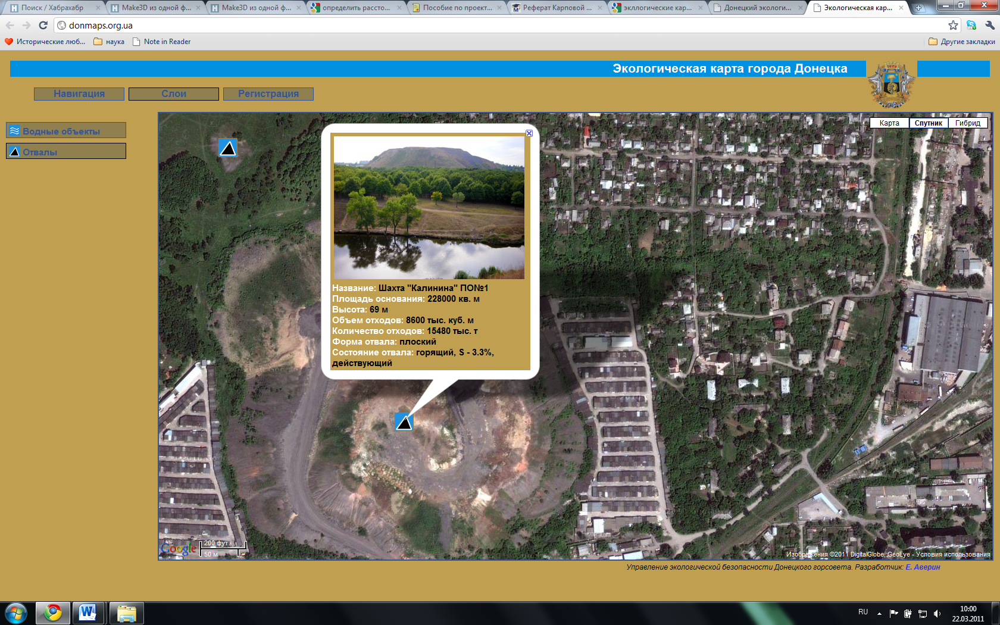 Поиск / Хабрахабр
Make3D из одной ф...
Make3D из одной ф...
определить рассто...
Пособие по проект...
Реферат Карповой ...
экллогические кар...
Донецкий экологи...
Экологическая кар...
donmaps.org.ua
Исторические люб...
наука
Note in Reader
Другие закладки
Экологическая карта города Донецка
Навигация
Слои
Регистрация
Водные объекты
Отвалы
Карта
Спутник
Гибрид
Название: Шахта "Калинина" ПО№1
Площадь основания: 228000 кв. м
Высота: 69 м
Объем отходов: 8600 тыс. куб. м
Количество отходов: 15480 тыс. т
Форма отвала: плоский
Состояние отвала: горящий, S - 3.3%,
действующий
Google
200 фут.
50 м
Изображения ©2011 DigitalGlobe, GeoEye - Условия использования
Управление экологической безопасности Донецкого горсовета. Разработчик: Е. Аверин
RU
10:00
22.03.2011